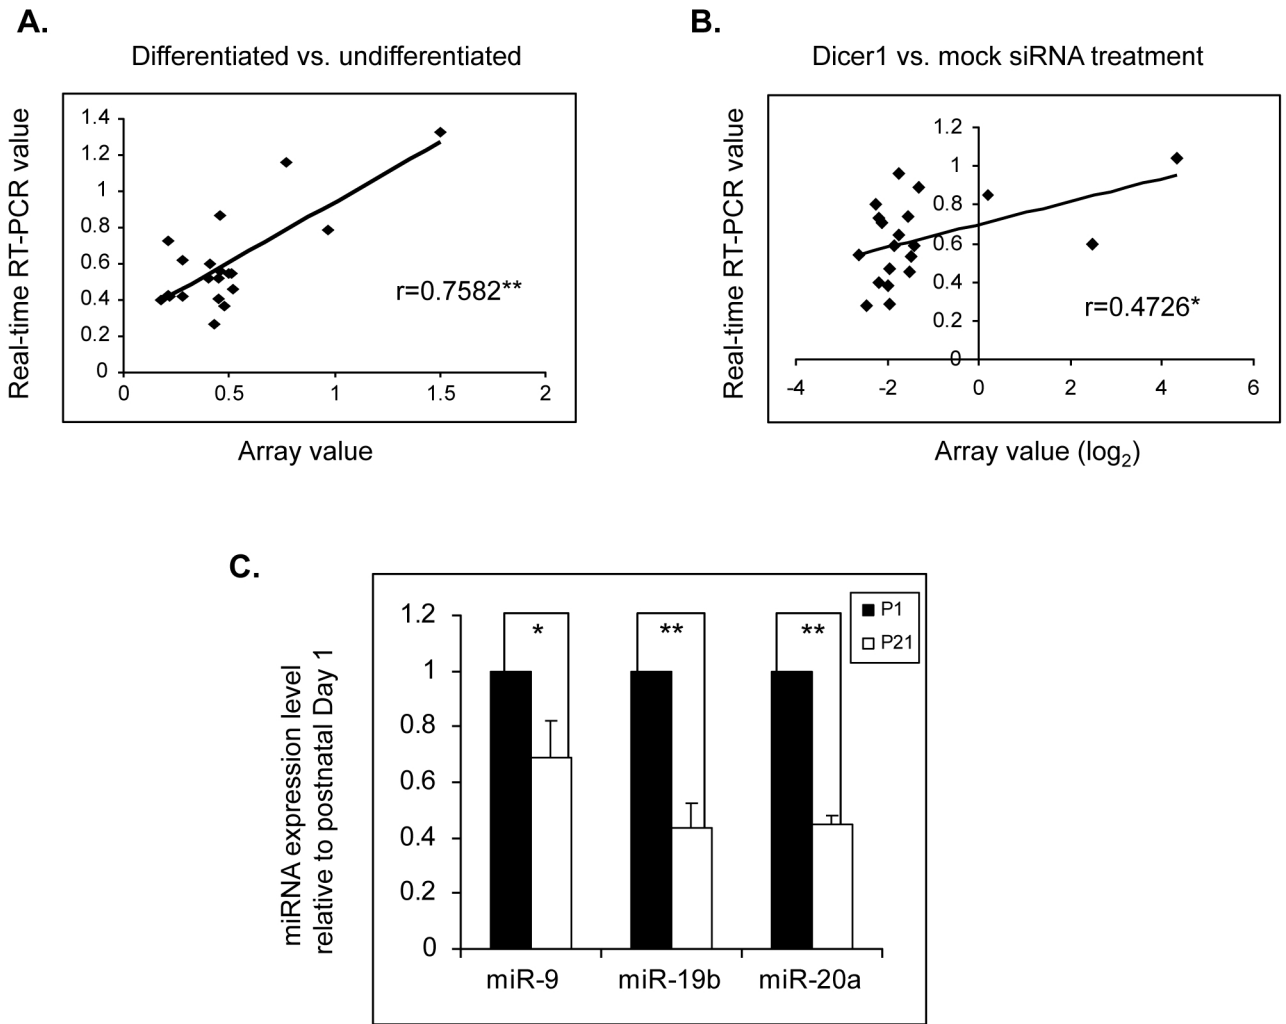 A.
Differentiated vs. undifferentiated
Real-time RT-PCR value
1.4
1.2
1
0.8
0.6
0.4
0.2
0
0
0.5
1
1.5
2
r=0.7582**
Array value
B.
Dicer1 vs. mock siRNA treatment
Real-time RT-PCR value
1.2
1
0.8
0.6
0.4
0.2
0
-4
-2
0
2
4
6
r=0.4726*
Array value (log2)
C.
miRNA expression level
relative to postnatal Day 1
1.2
1
0.8
0.6
0.4
0.2
0
*
**
**
P1
P21
miR-9
miR-19b
miR-20a